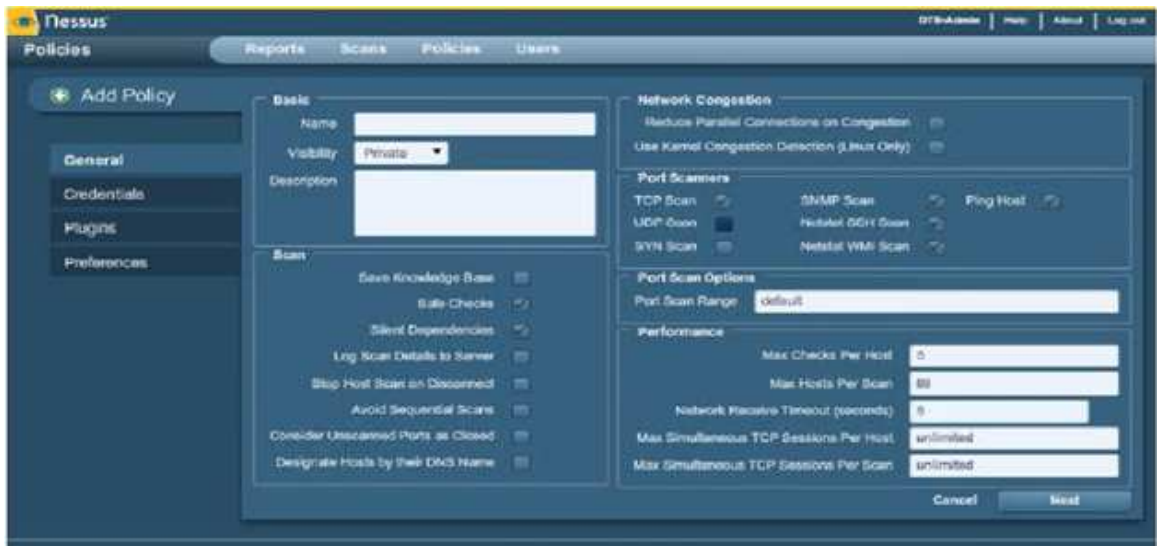 Nessus
DTS-Admin | Help | About | Log out
Policies
Reports Scans Policies Users
Add Policy
General
Credentials
Plugins
Preferences
Basic
Name
Visibility Private
Description
Scan
Save Knowledge Base
Safe Checks
Silent Dependencies
Log Scan Details to Server
Stop Host Scan on Disconnect
Avoid Sequential Scans
Consider Unscanned Ports as Closed
Designate Hosts by their DNS Name
Network Congestion
Reduce Parallel Connections on Congestion
Use Kernel Congestion Detection (Linux Only)
Port Scanners
TCP Scan SNMP Scan Ping Host
UDP Scan Netstat SSH Scan
SYN Scan Netstat WMI Scan
Port Scan Options
Port Scan Range default
Performance
Max Checks Per Host 5
Max Hosts Per Scan
Network Receive Timeout (seconds) 5
Max Simultaneous TCP Sessions Per Host unlimited
Max Simultaneous TCP Sessions Per Scan unlimited
Cancel Next